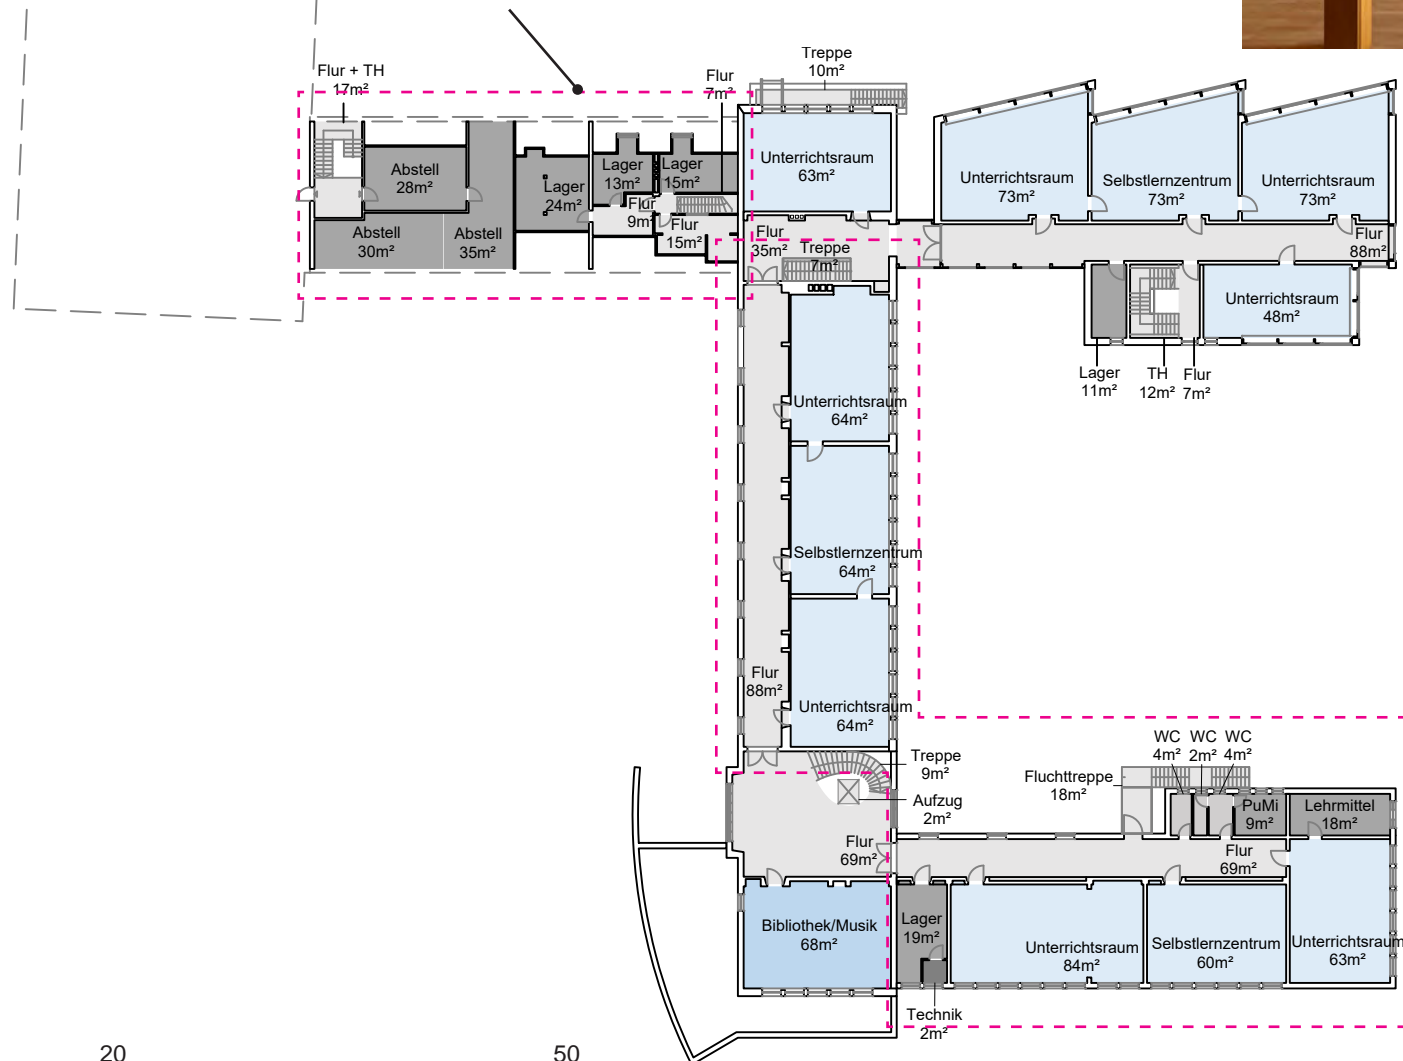 Treppe
10m²
Flur + TH
17m²
Flur
7m²
Abstell
28m²
Lager
24m²
Lager
13m²
Lager
15m²
Flur
9m²
Flur
15m²
Abstell
30m²
Abstell
35m²
Unterrichtsraum
63m²
Flur
35m²
Treppe
7m²
Unterrichtsraum
73m²
Selbstlernzentrum
73m²
Unterrichtsraum
73m²
Flur
88m²
Unterrichtsraum
48m²
Lager
11m²
TH
12m²
Flur
7m²
Unterrichtsraum
64m²
Selbstlernzentrum
64m²
Flur
88m²
Unterrichtsraum
64m²
Treppe
9m²
Aufzug
2m²
Flur
69m²
Fluchttreppe
18m²
WC
4m²
WC
2m²
WC
4m²
PuMi
9m²
Lehrmittel
18m²
Flur
69m²
Bibliothek/Musik
68m²
Lager
19m²
Technik
2m²
Unterrichtsraum
84m²
Selbstlernzentrum
60m²
Unterrichtsraum
63m²
20
50